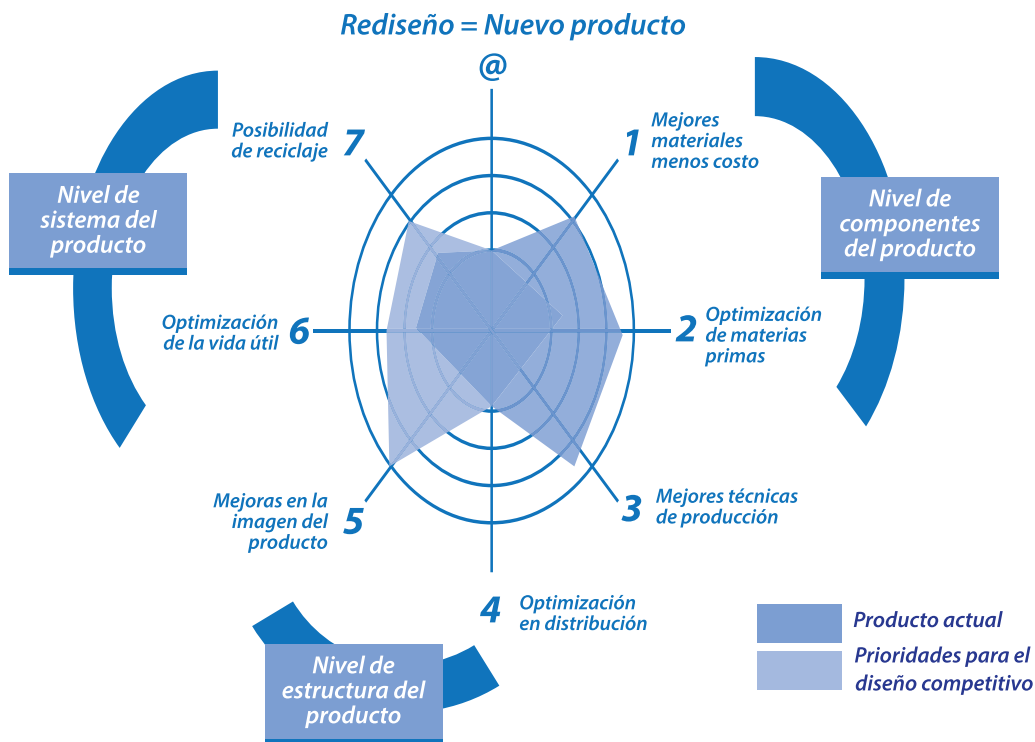 Rediseño = Nuevo producto
@
Posibilidad
de reciclaje
7
1
Mejores
materiales
menos costo
Nivel de
sistema del
producto
Nivel de
componentes
del producto
Optimización
de la vida útil
6
2
Optimización
de materias
primas
Mejoras en la
imagen del
producto
5
3
Mejores técnicas
de producción
4
Optimización
en distribución
Nivel de
estructura del
producto
Producto actual
Prioridades para el
diseño competitivo